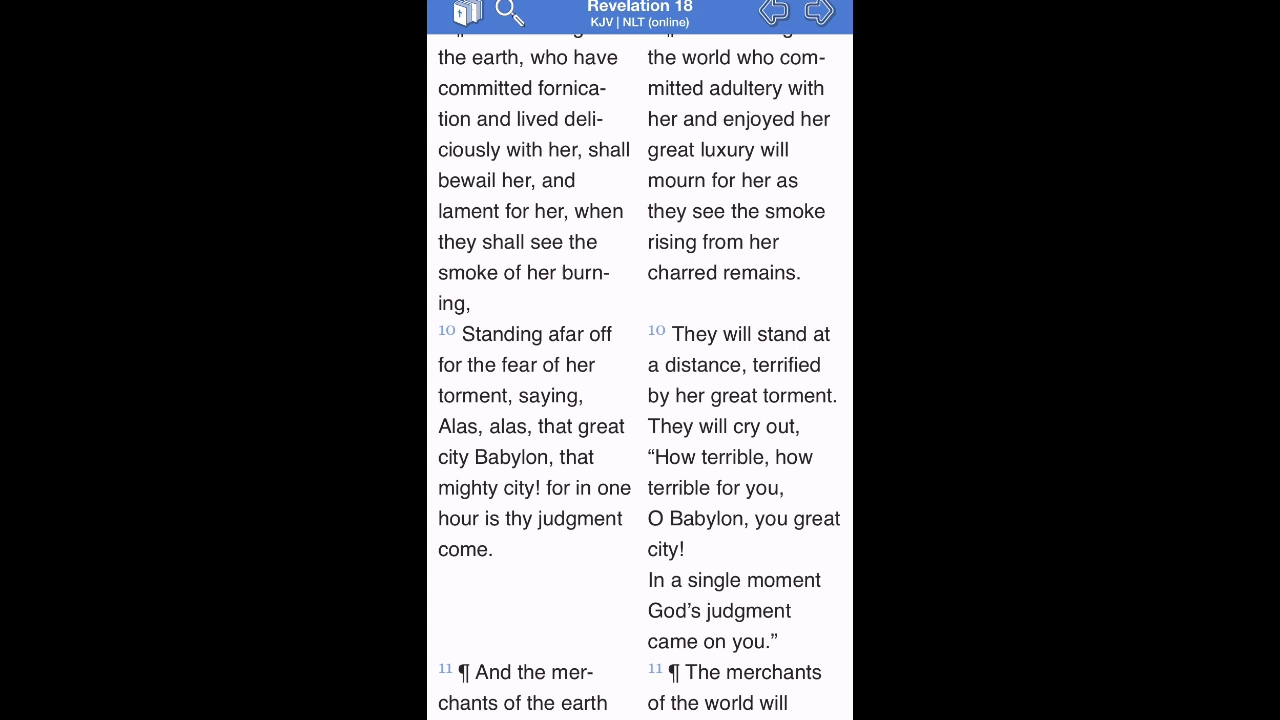 Revelation 18
KJV | NLT (online)
the earth, who have
committed fornica-
tion and lived deli-
ciously with her, shall
bewail her, and
lament for her, when
they shall see the
smoke of her burn-
ing,
10 Standing afar off
for the fear of her
torment, saying,
Alas, alas, that great
city Babylon, that
mighty city! for in one
hour is thy judgment
come.
11 ¶ And the mer-
chants of the earth
the world who com-
mitted adultery with
her and enjoyed her
great luxury will
mourn for her as
they see the smoke
rising from her
charred remains.
10 They will stand at
a distance, terrified
by her great torment.
They will cry out,
“How terrible, how
terrible for you,
O Babylon, you great
city!
In a single moment
God’s judgment
came on you.”
11 ¶ The merchants
of the world will